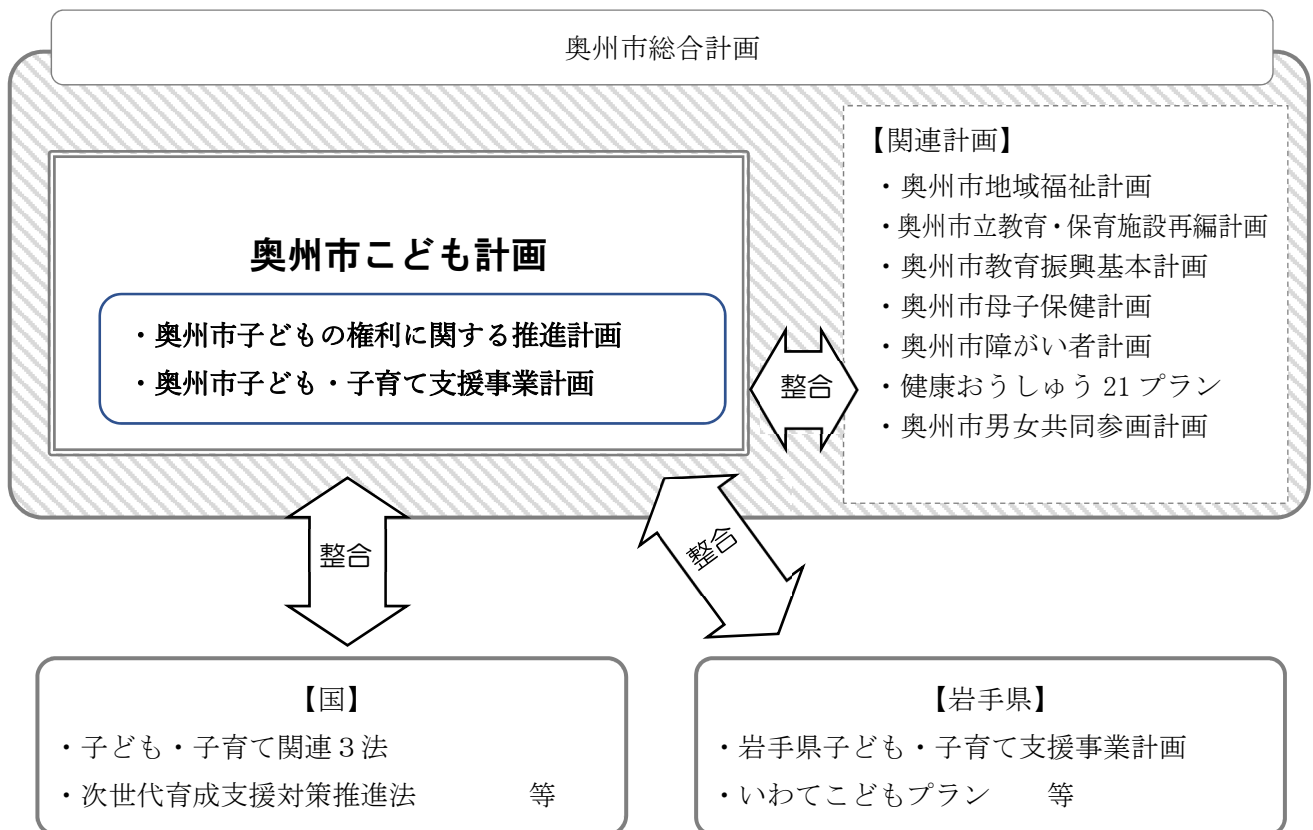 奥州市総合計画
奥州市こども計画
・奥州市子どもの権利に関する推進計画
・奥州市子ども・子育て支援事業計画
整合
【関連計画】
・奥州市地域福祉計画
・奥州市立教育・保育施設再編計画
・奥州市教育振興基本計画
・奥州市母子保健計画
・奥州市障がい者計画
・健康おうしゅう 21 プラン
・奥州市男女共同参画計画
整合
整合
【国】
・子ども・子育て関連３法
・次世代育成支援対策推進法　　　　等
【岩手県】
・岩手県子ども・子育て支援事業計画
・いわてこどもプラン　　等